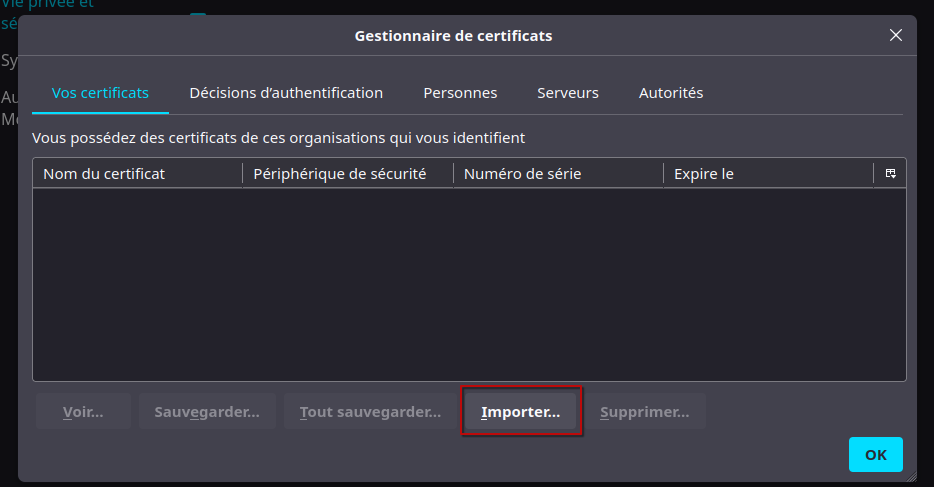 Vie privée et
sé
Sy
Au
Mo
Gestionnaire de certificats
Vos certificats Décisions d’authentification Personnes Serveurs Autorités
Vous possédez des certificats de ces organisations qui vous identifient
Nom du certificat Périphérique de sécurité Numéro de série Expire le
Voir... Sauvegarder... Tout sauvegarder... Importer... Supprimer...
OK